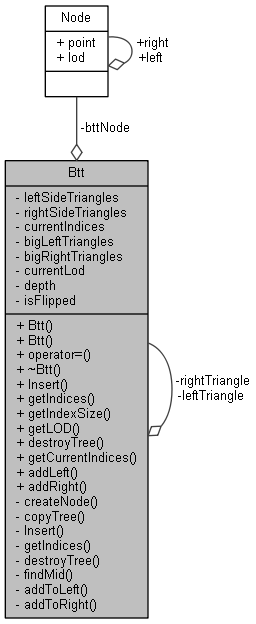 Node
+ point
+ lod
+right
+left
-bttNode
Btt
- leftSideTriangles
- rightSideTriangles
- currentIndices
- bigLeftTriangles
- bigRightTriangles
- currentLod
- depth
- isFlipped
+ Btt()
+ Btt()
+ operator=()
+ ~Btt()
+ Insert()
+ getIndices()
+ getIndexSize()
+ getLOD()
+ destroyTree()
+ getCurrentIndices()
+ addLeft()
+ addRight()
- createNode()
- copyTree()
- Insert()
- getIndices()
- destroyTree()
- findMid()
- addToLeft()
- addToRight()
-rightTriangle
-leftTriangle